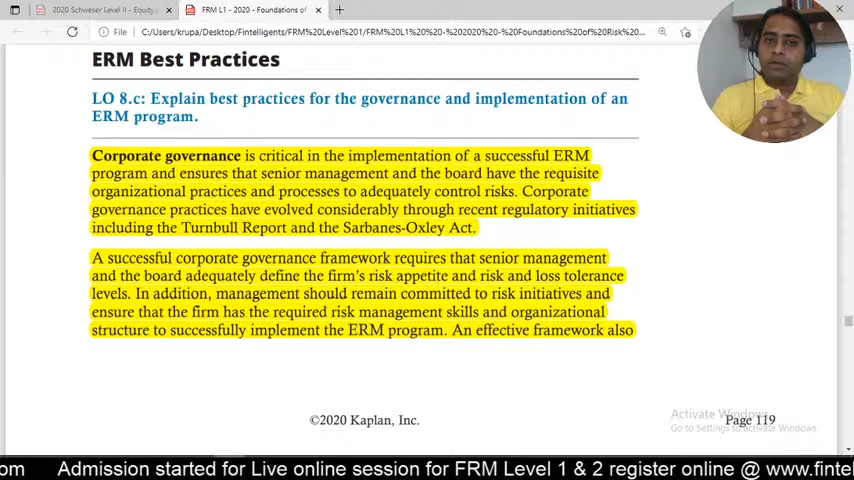 2020 Schweser Level II - Equity
FRM L1 - 2020 - Foundations of
File
C:/Users/krupa/Desktop/Fintelligents/FRM%20Level%201/FRM%20L1%20%20-%202020%20-%20Foundations%20of%20Risk%20M...
ERM Best Practices
LO 8.c: Explain best practices for the governance and implementation of an
ERM program.
Corporate governance is critical in the implementation of a successful ERM
program and ensures that senior management and the board have the requisite
organizational practices and processes to adequately control risks. Corporate
governance practices have evolved considerably through recent regulatory initiatives
including the Turnbull Report and the Sarbanes-Oxley Act.
A successful corporate governance framework requires that senior management
and the board adequately define the firm's risk appetite and risk and loss tolerance
levels. In addition, management should remain committed to risk initiatives and
ensure that the firm has the required risk management skills and organizational
structure to successfully implement the ERM program. An effective framework also
©2020 Kaplan, Inc.
Page 119
Activate Windows
Go to Settings to activate Windows.
om Admission started for Live online session for FRM Level 1 & 2 register online @ www.fintel